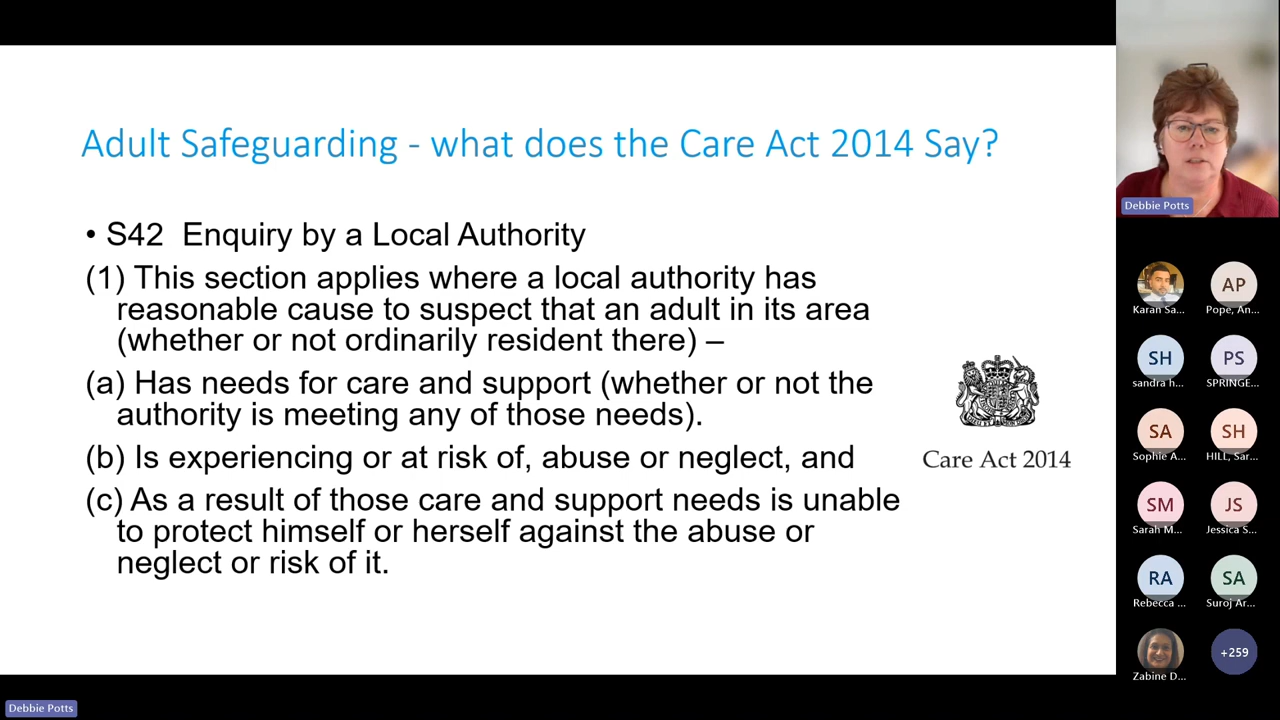 Adult Safeguarding - what does the Care Act 2014 Say?
• S42 Enquiry by a Local Authority
(1) This section applies where a local authority has
reasonable cause to suspect that an adult in its area
(whether or not ordinarily resident there) –
(a) Has needs for care and support (whether or not the
authority is meeting any of those needs).
(b) Is experiencing or at risk of, abuse or neglect, and
(c) As a result of those care and support needs is unable
to protect himself or herself against the abuse or
neglect or risk of it.
Care Act 2014
Debbie Potts
Karan Sa...
AP
Pope, An...
SH
sandra h...
PS
SPRINGE...
SA
Sophie A...
SH
HILL, Sar...
SM
Sarah M...
JS
Jessica S...
RA
Rebecca ...
SA
Suroj Ar...
Zabine D...
+259
Debbie Potts